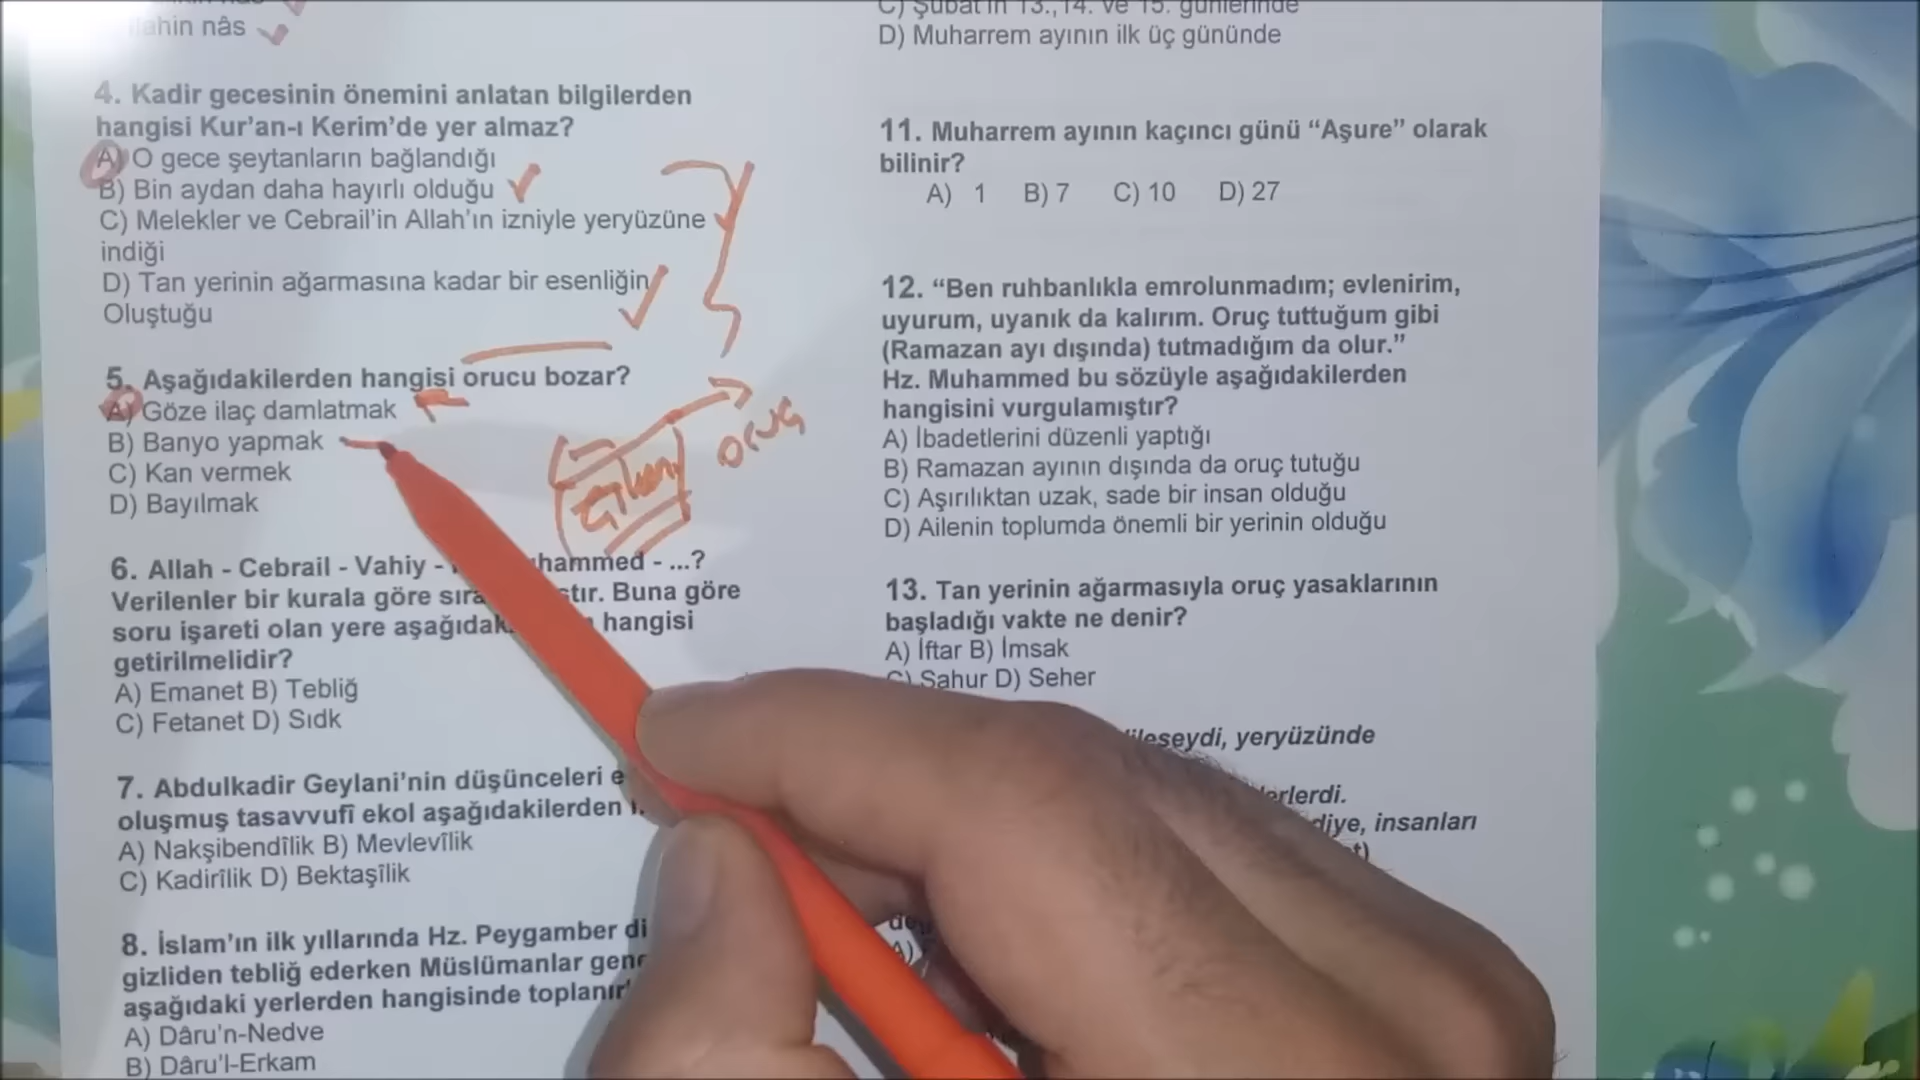 nâs
4. Kadir gecesinin önemini anlatan bilgilerden
hangisi Kur'an-ı Kerim'de yer almaz?
A) O gece şeytanların bağlandığı
B) Bin aydan daha hayırlı olduğu
C) Melekler ve Cebrail'in Allah'ın izniyle yeryüzüne
indiği
D) Tan yerinin ağarmasına kadar bir esenliğin
Oluştuğu
5. Aşağıdakilerden hangisi orucu bozar?
A) Göze ilaç damlatmak
B) Banyo yapmak
C) Kan vermek
D) Bayılmak
oruç
6. Allah - Cebrail - Vahiy - hammed - ...?
Verilenler bir kurala göre Buna göre
soru işareti olan yere hangisi
getirilmelidir?
A) Emanet B) Tebliğ
C) Fetanet D) Sıdk
7. Abdulkadir Geylani'nin düşünceleri
oluşmuş tasavvufî ekol aşağıdakilerden
A) Nakşibendîlik B) Mevlevîlik
C) Kadirîlik D) Bektaşîlik
8. İslam'ın ilk yıllarında Hz. Peygamber
gizliden tebliğ ederken Müslümanlar
aşağıdaki yerlerden hangisinde
A) Dâru'n-Nedve
B) Dâru'l-Erkam
C) Şubat'ın 13.,14. ve 15. günlerinde
D) Muharrem ayının ilk üç gününde
11. Muharrem ayının kaçıncı günü “Aşure” olarak
bilinir?
A) 1 B) 7 C) 10 D) 27
12. “Ben ruhbanlıkla emrolunmadım; evlenirim,
uyurum, uyanık da kalırım. Oruç tuttuğum gibi
(Ramazan ayı dışında) tutmadığım da olur.”
Hz. Muhammed bu sözüyle aşağıdakilerden
hangisini vurgulamıştır?
A) İbadetlerini düzenli yaptığı
B) Ramazan ayının dışında da oruç tutuğu
C) Aşırılıktan uzak, sade bir insan olduğu
D) Ailenin toplumda önemli bir yerinin olduğu
13. Tan yerinin ağarmasıyla oruç yasaklarının
başladığı vakte ne denir?
A) İftar B) İmsak
C) Sahur D) Seher
yeryüzünde
diye, insanları